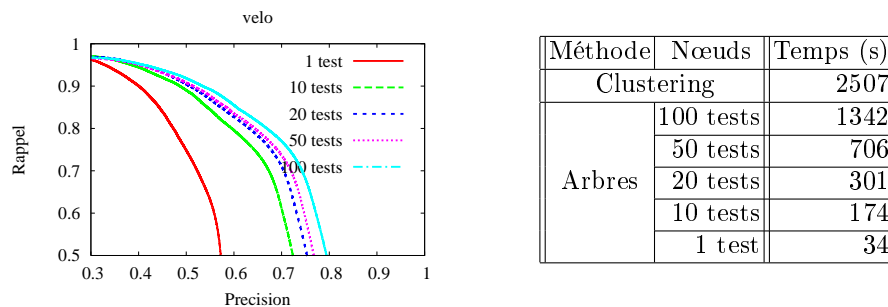 velo
Rappel
1
0.9
0.8
0.7
0.6
0.5
0.3 0.4 0.5 0.6 0.7 0.8 0.9 1
Precision
1 test
10 tests
20 tests
50 tests
100 tests
Méthode Nœuds Temps (s)
Clustering 2507
100 tests 1342
50 tests 706
Arbres 20 tests 301
10 tests 174
1 test 34